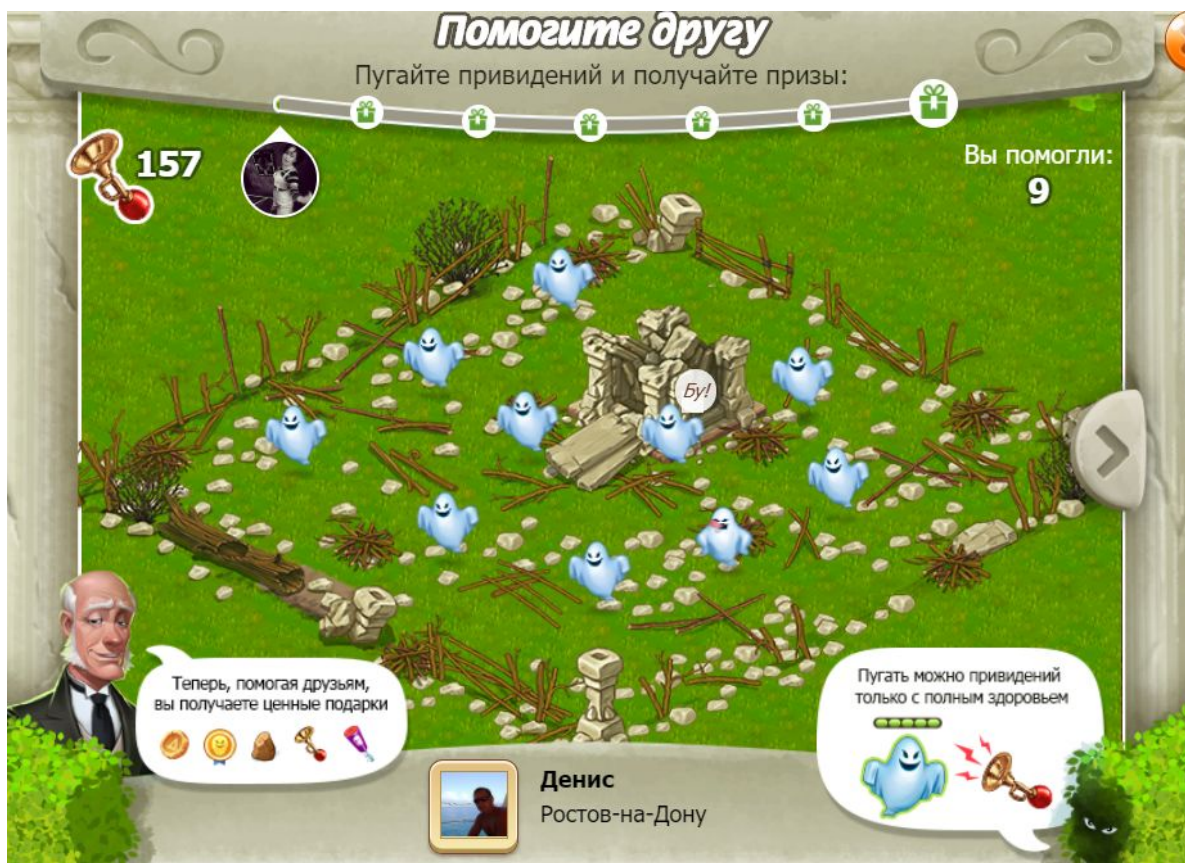 Помогите другу
Пугайте привидений и получайте призы:
157
Вы помогли:
9
Бу!
Теперь, помогая друзьям,
вы получаете ценные подарки
Пугать можно привидений
только с полным здоровьем
Денис
Ростов-на-Дону